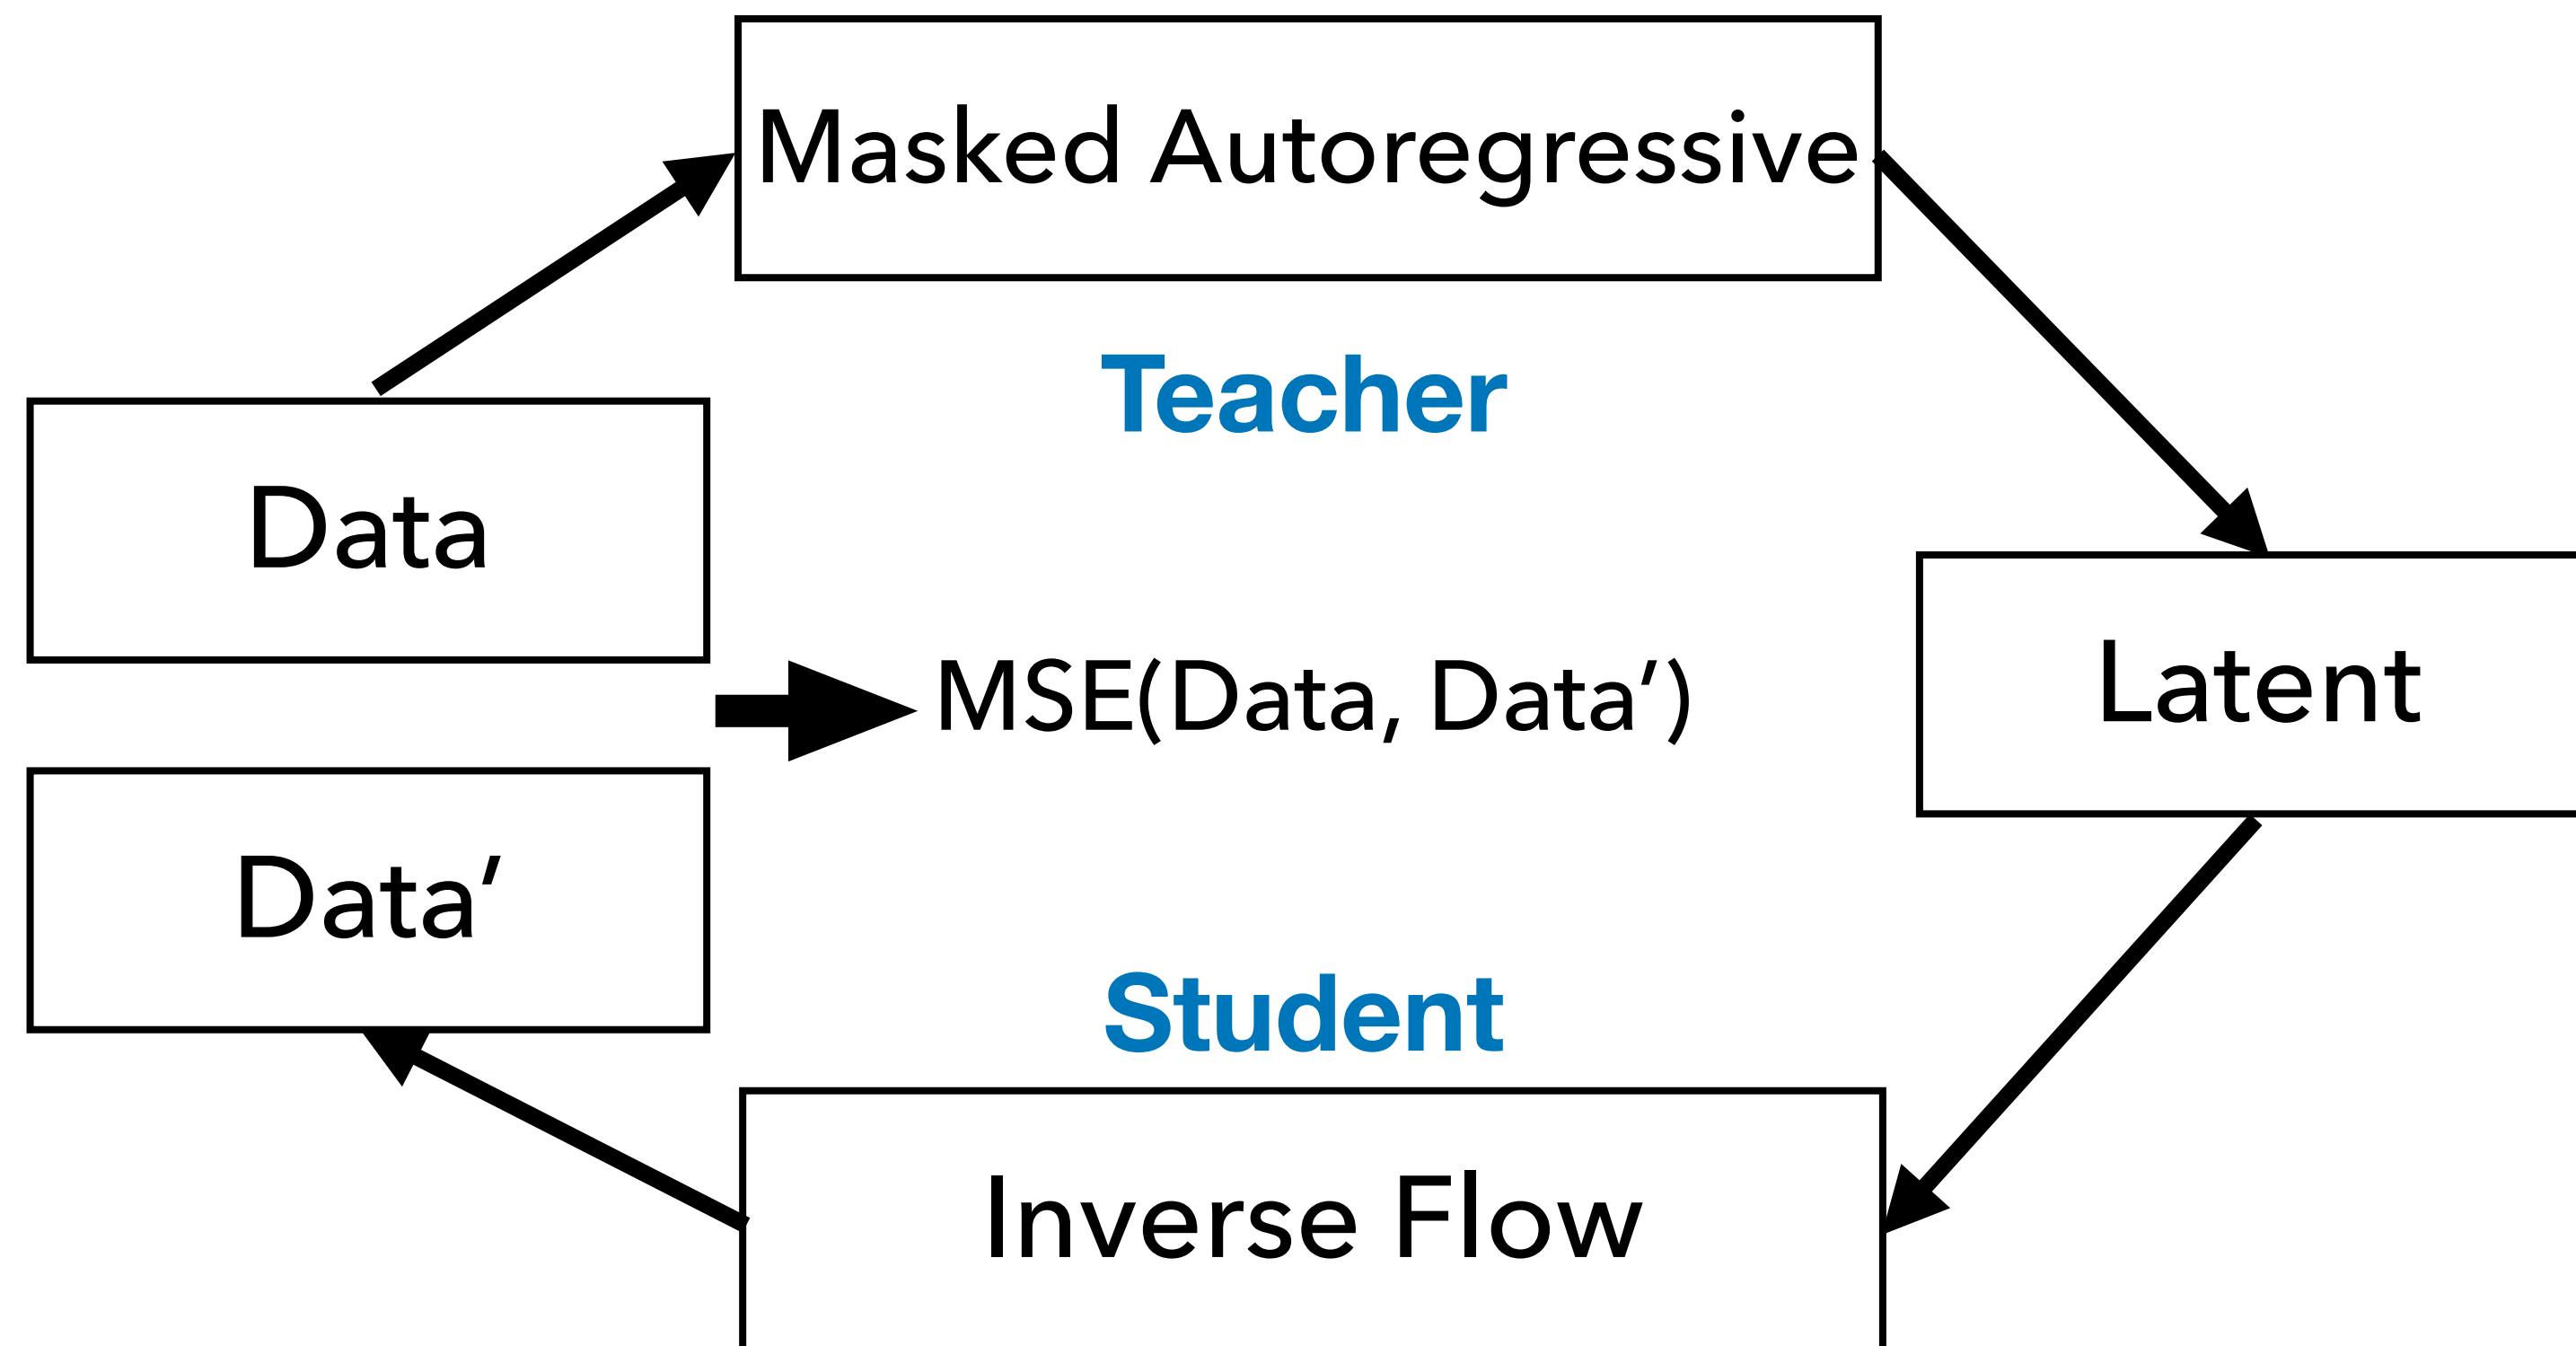 Masked Autoregressive
Teacher
Data
MSE(Data, Data′)
Latent
Data′
Student
Inverse Flow